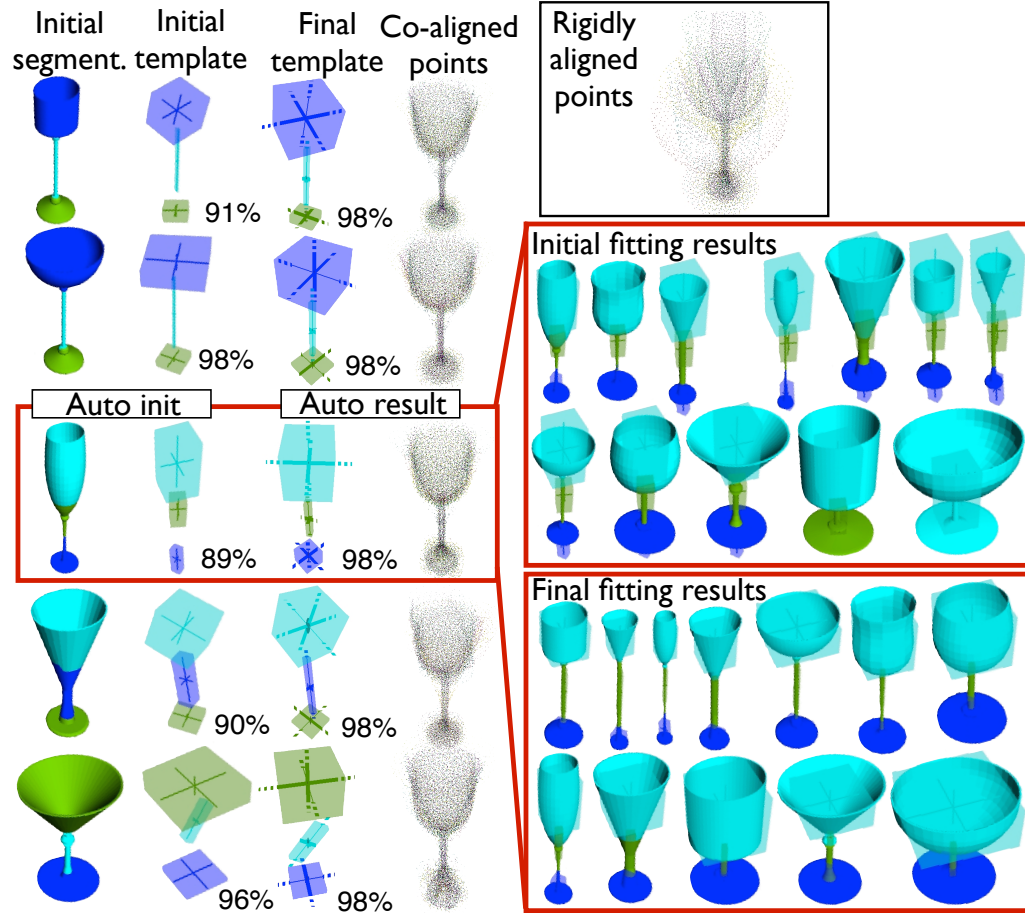 Initial
segment.
Initial
template
Final
template
Co-aligned
points
Rigidly
aligned
points
91%
98%
98%
98%
Auto init
Auto result
89%
98%
90%
98%
96%
98%
Initial fitting results
Final fitting results